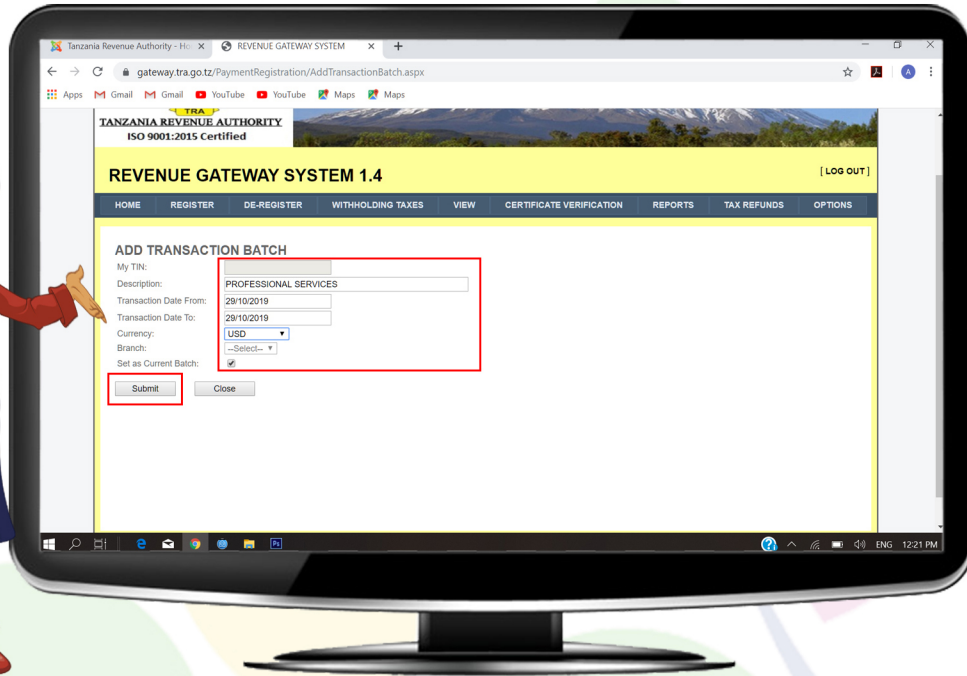 Tanzania Revenue Authority - Ho
REVENUE GATEWAY SYSTEM
gateway.tra.go.tz/PaymentRegistration/AddTransactionBatch.aspx
A
Apps
Gmail
Gmail
YouTube
YouTube
Maps
Maps
TRA
TANZANIA REVENUE AUTHORITY
ISO 9001:2015 Certified
REVENUE GATEWAY SYSTEM 1.4
[ LOG OUT ]
HOME REGISTER DE-REGISTER WITHHOLDING TAXES VIEW CERTIFICATE VERIFICATION REPORTS TAX REFUNDS OPTIONS
ADD TRANSACTION BATCH
My TIN:
Description: PROFESSIONAL SERVICES
Transaction Date From: 29/10/2019
Transaction Date To: 29/10/2019
Currency: USD
Branch: --Select--
Set as Current Batch:
Submit Close
Ps
ENG 12:21 PM